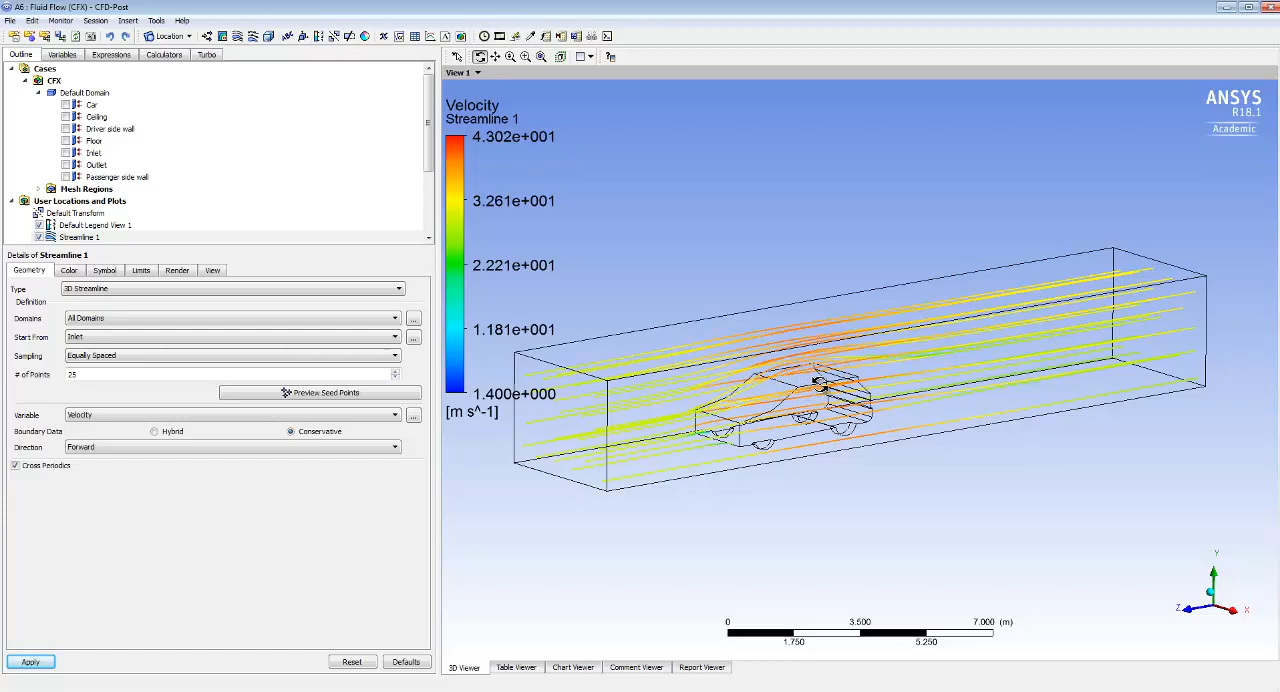 A6 : Fluid Flow (CFX) - CFD-Post
File Edit Monitor Session Insert Tools Help
Location
Outline Variables Expressions Calculators Turbo
Cases
CFX
Default Domain
Car
Ceiling
Driver side wall
Floor
Inlet
Outlet
Passenger side wall
Mesh Regions
User Locations and Plots
Default Transform
Default Legend View 1
Streamline 1
Details of Streamline 1
Geometry Color Symbol Limits Render View
Type 3D Streamline
Definition
Domains All Domains ...
Start From Inlet ...
Sampling Equally Spaced
# of Points 25
Preview Seed Points
Variable Velocity ...
Boundary Data Hybrid Conservative
Direction Forward
Cross Periodics
Apply Reset Defaults
View 1
Velocity
Streamline 1
4.302e+001
3.261e+001
2.221e+001
1.181e+001
1.400e+000
[m s^-1]
ANSYS
R18.1
Academic
Y
Z X
0 3.500 7.000 (m)
1.750 5.250
3D Viewer Table Viewer Chart Viewer Comment Viewer Report Viewer